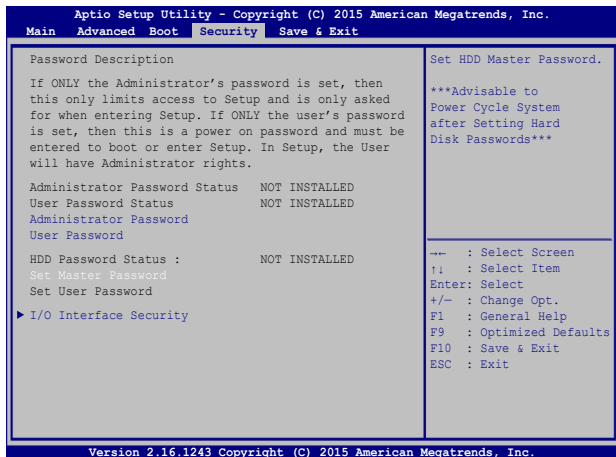 Aptio Setup Utility - Copyright (C) 2015 American Megatrends, Inc.
Main Advanced Boot Security Save & Exit
Password Description
If ONLY the Administrator's password is set, then
this only limits access to Setup and is only asked
for when entering Setup. If ONLY the user's password
is set, then this is a power on password and must be
entered to boot or enter Setup. In Setup, the User
will have Administrator rights.
Administrator Password Status NOT INSTALLED
User Password Status NOT INSTALLED
Administrator Password
User Password
HDD Password Status : NOT INSTALLED
Set Master Password
Set User Password
I/O Interface Security
Set HDD Master Password.
***Advisable to
Power Cycle System
after Setting Hard
Disk Passwords***
→← : Select Screen
↑↓ : Select Item
Enter: Select
+/− : Change Opt.
F1 : General Help
F9 : Optimized Defaults
F10 : Save & Exit
ESC : Exit
Version 2.16.1243 Copyright (C) 2015 American Megatrends, Inc.